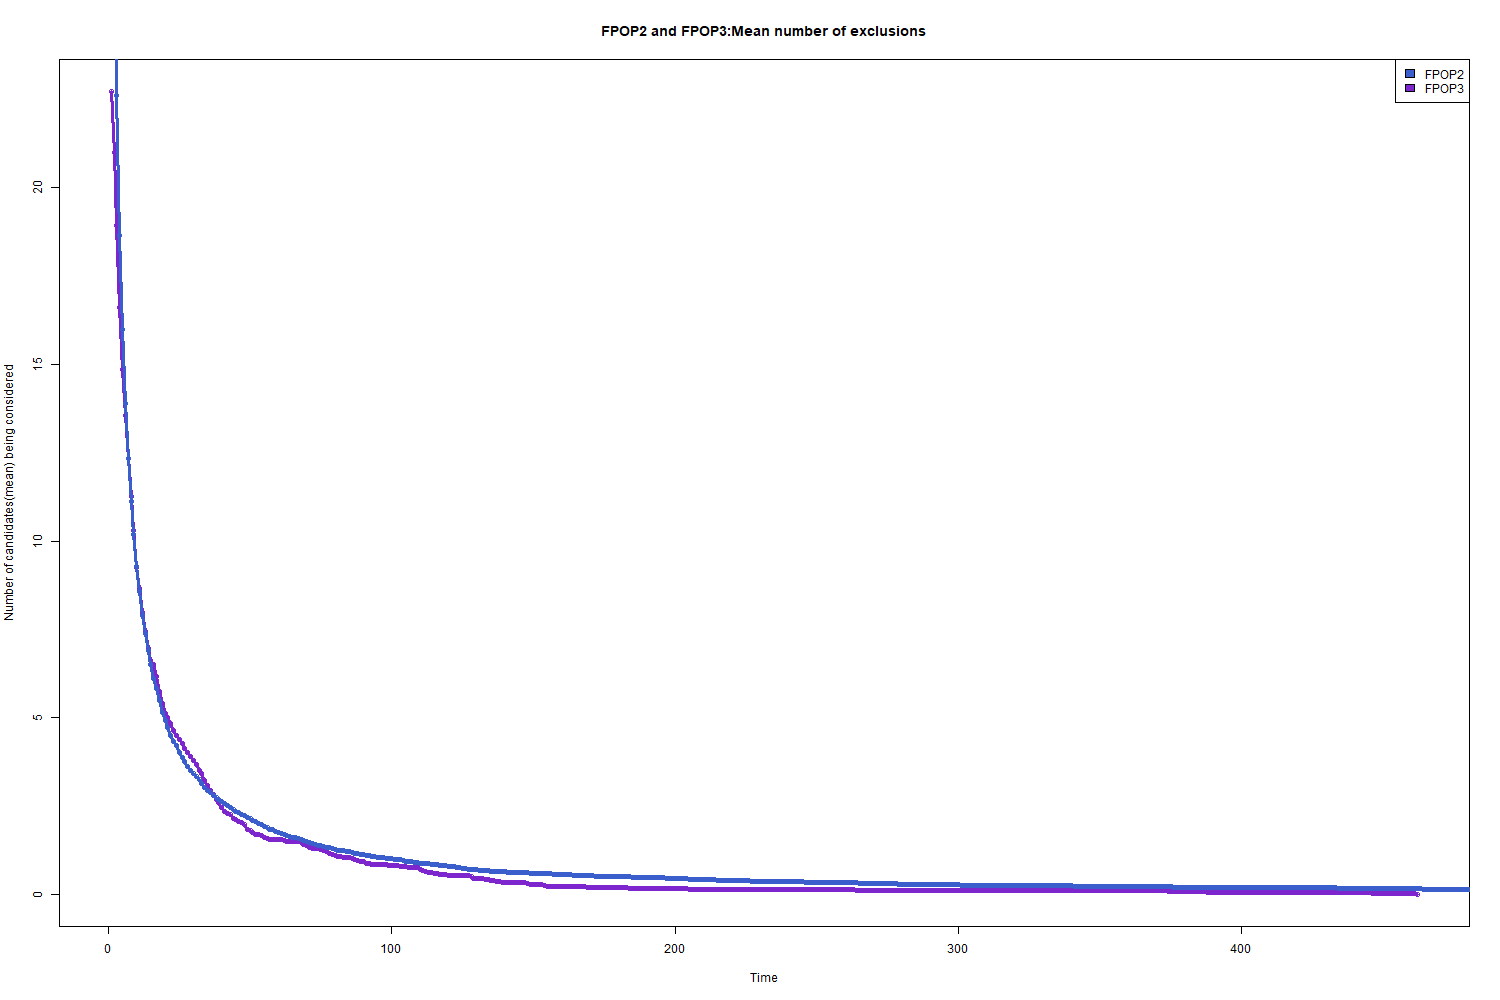 FPOP2 and FPOP3:Mean number of exclusions
FPOP2
FPOP3
Number of candidates(mean) being considered
20
15
10
5
0
0 100 200 300 400
Time